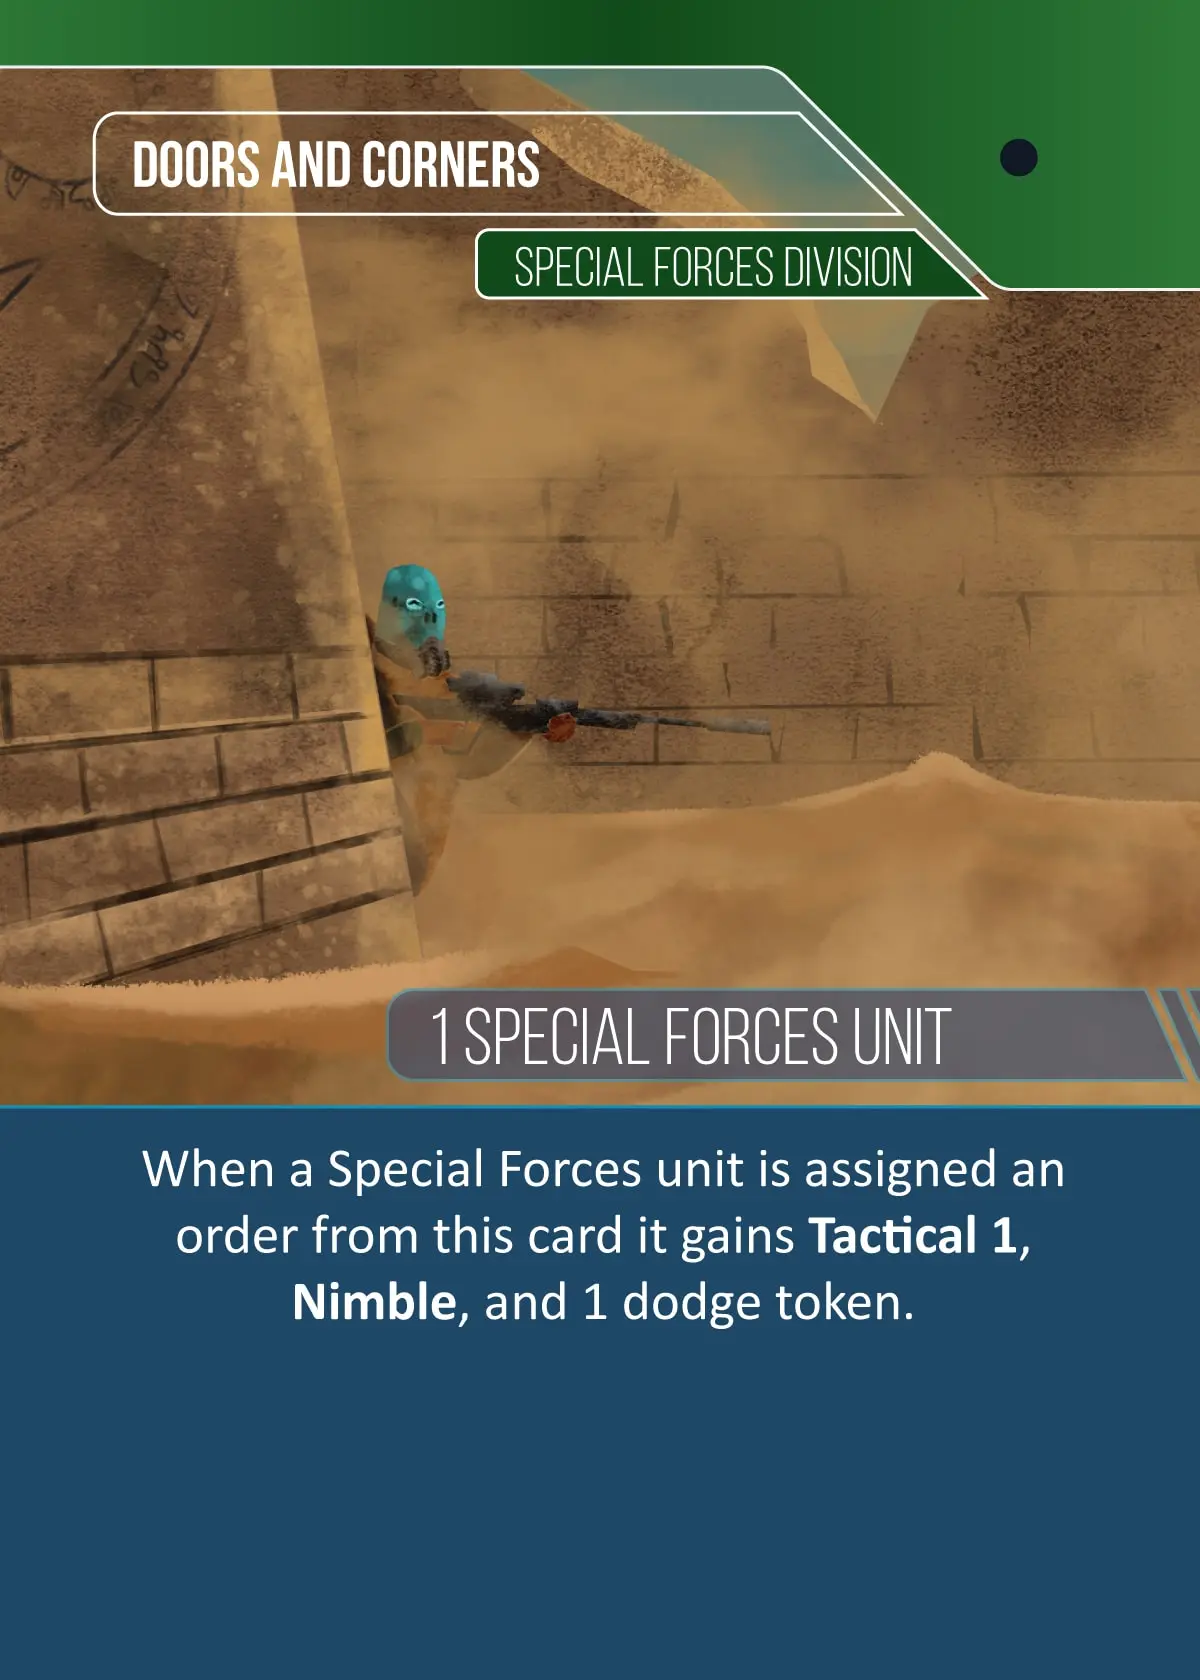 DOORS AND CORNERS
SPECIAL FORCES DIVISION
1 SPECIAL FORCES UNIT
When a Special Forces unit is assigned an
order from this card it gains Tactical 1,
Nimble, and 1 dodge token.